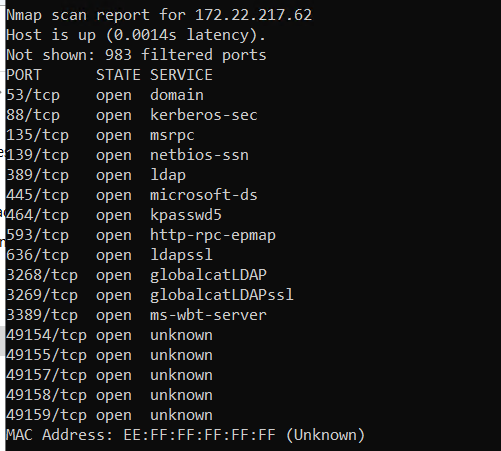 Nmap scan report for 172.22.217.62
Host is up (0.0014s latency).
Not shown: 983 filtered ports
PORT      STATE SERVICE
53/tcp    open  domain
88/tcp    open  kerberos-sec
135/tcp   open  msrpc
139/tcp   open  netbios-ssn
389/tcp   open  ldap
445/tcp   open  microsoft-ds
464/tcp   open  kpasswd5
593/tcp   open  http-rpc-epmap
636/tcp   open  ldapssl
3268/tcp  open  globalcatLDAP
3269/tcp  open  globalcatLDAPssl
3389/tcp  open  ms-wbt-server
49154/tcp open  unknown
49155/tcp open  unknown
49157/tcp open  unknown
49158/tcp open  unknown
49159/tcp open  unknown
MAC Address: EE:FF:FF:FF:FF:FF (Unknown)